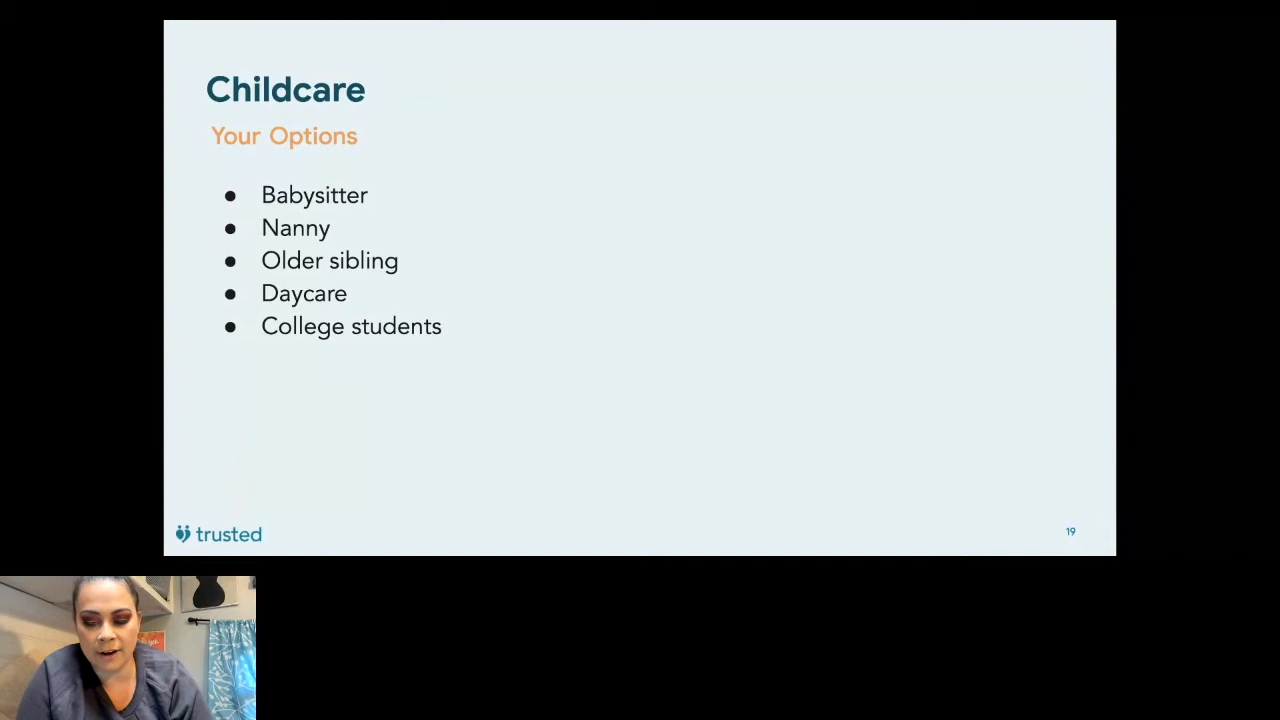 Childcare
Your Options
● Babysitter
● Nanny
● Older sibling
● Daycare
● College students
trusted
19